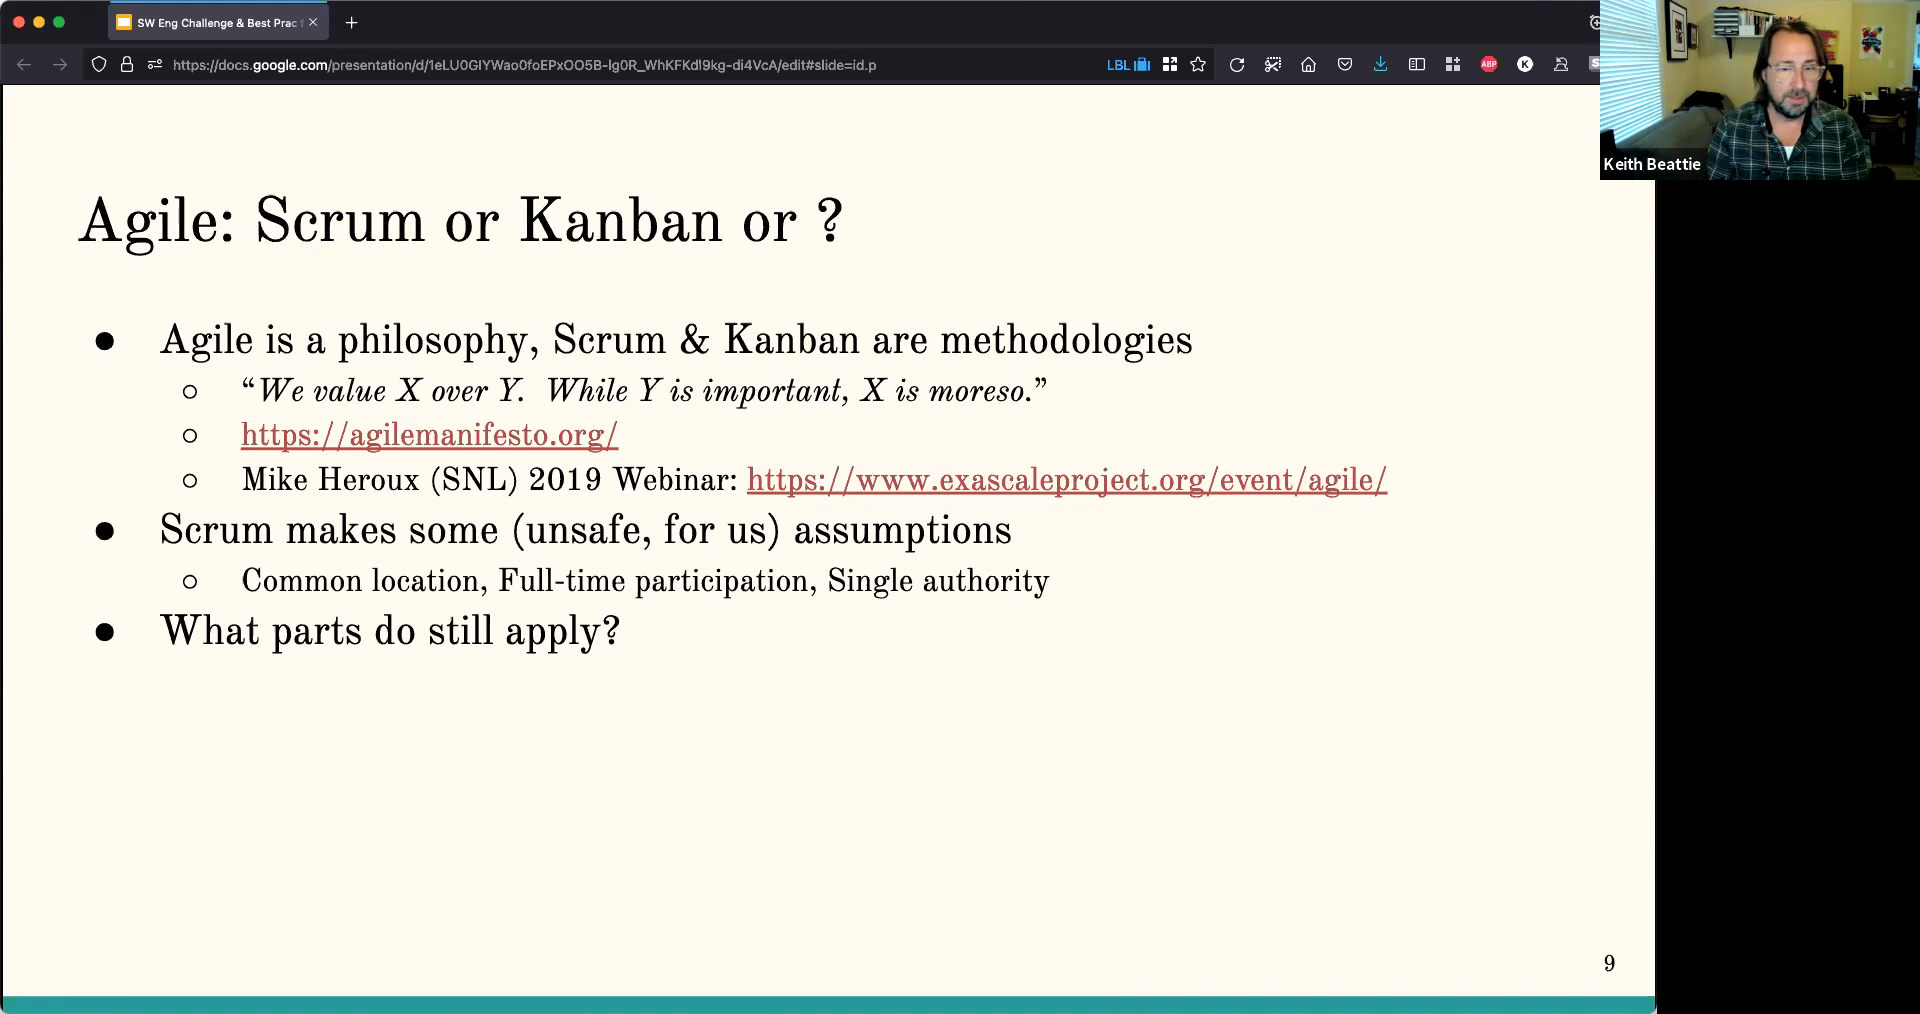 SW Eng Challenge & Best Prac f
https://docs.google.com/presentation/d/1eLU0GIYWao0foEPxOO5B-Ig0R_WhKFKdl9kg-di4VcA/edit#slide=id.p
LBL
ABP
K
S
Keith Beattie
Agile: Scrum or Kanban or ?
● Agile is a philosophy, Scrum & Kanban are methodologies
○ “We value X over Y. While Y is important, X is moreso.”
○ https://agilemanifesto.org/
○ Mike Heroux (SNL) 2019 Webinar: https://www.exascaleproject.org/event/agile/
● Scrum makes some (unsafe, for us) assumptions
○ Common location, Full-time participation, Single authority
● What parts do still apply?
9